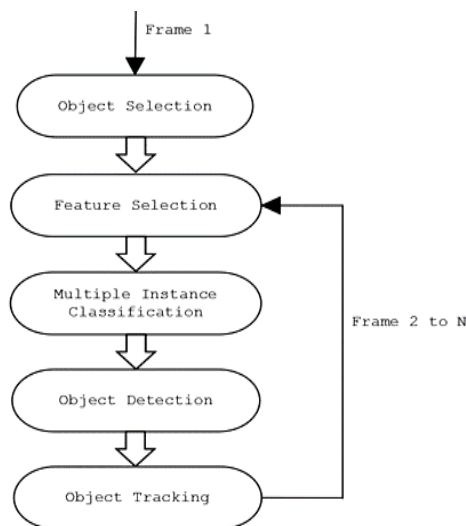 Frame 1
Object Selection
Feature Selection
Multiple Instance
Classification
Frame 2 to N
Object Detection
Object Tracking